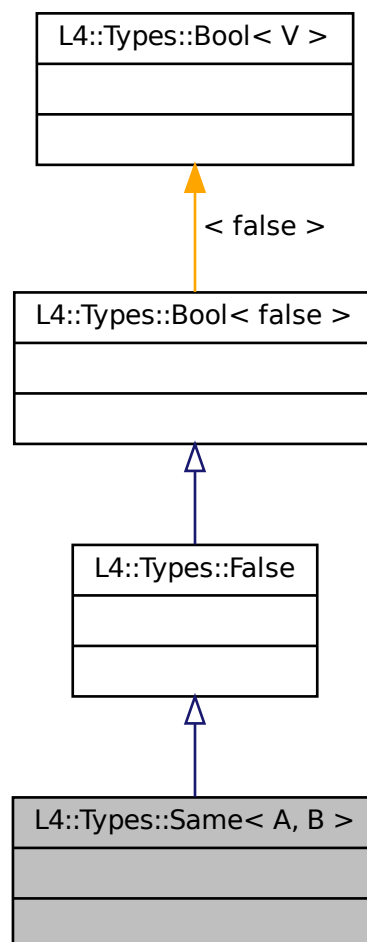 L4::Types::Bool< V >
< false >
L4::Types::Bool< false >
L4::Types::False
L4::Types::Same< A, B >